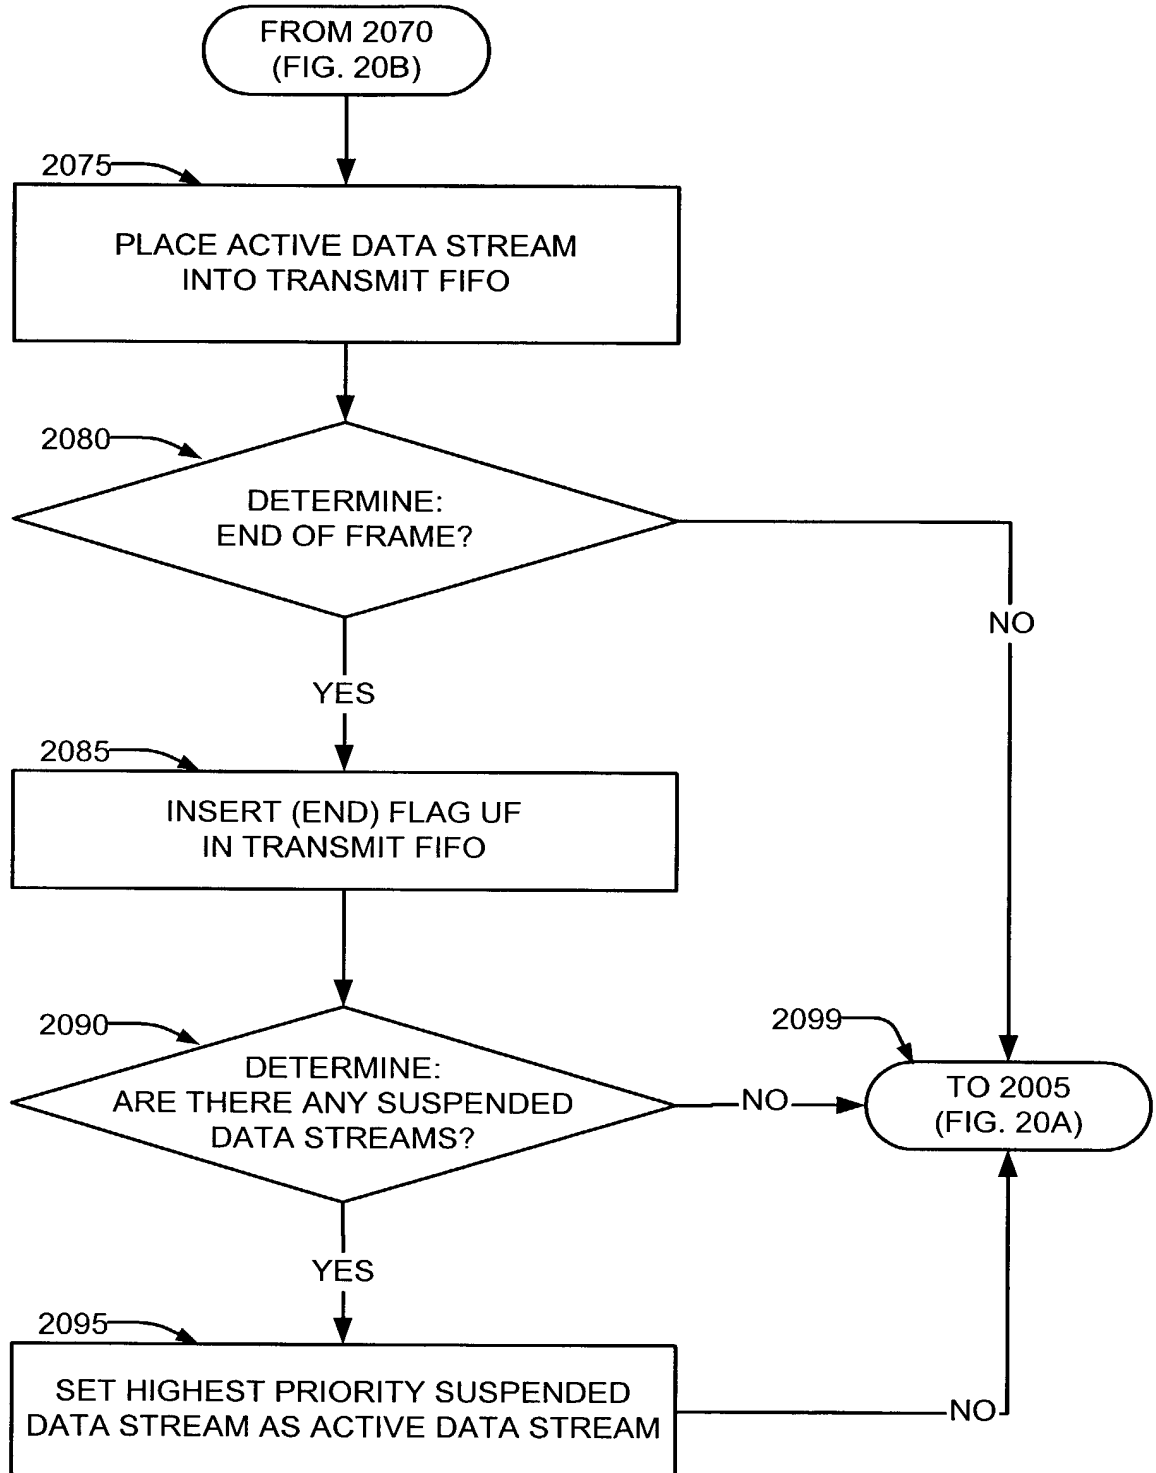 FROM 2070
(FIG. 20B)
2075
PLACE ACTIVE DATA STREAM
INTO TRANSMIT FIFO
2080
DETERMINE:
END OF FRAME?
NO
YES
2085
INSERT (END) FLAG UF
IN TRANSMIT FIFO
2090
DETERMINE:
ARE THERE ANY SUSPENDED
DATA STREAMS?
NO
2099
TO 2005
(FIG. 20A)
YES
2095
SET HIGHEST PRIORITY SUSPENDED
DATA STREAM AS ACTIVE DATA STREAM
NO